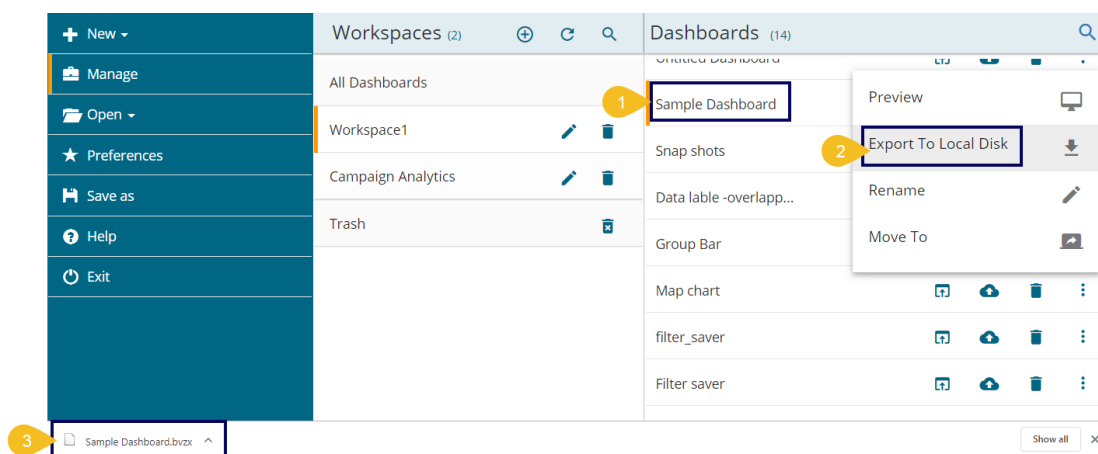 New
Manage
Open
Preferences
Save as
Help
Exit
Workspaces (2)
All Dashboards
Workspace1
Campaign Analytics
Trash
Dashboards (14)
Untitled Dashboard
1
Sample Dashboard
Snap shots
Data lable -overlapp...
Group Bar
Map chart
filter_saver
Filter saver
Preview
2
Export To Local Disk
Rename
Move To
3
Sample Dashboard.bvzx
Show all